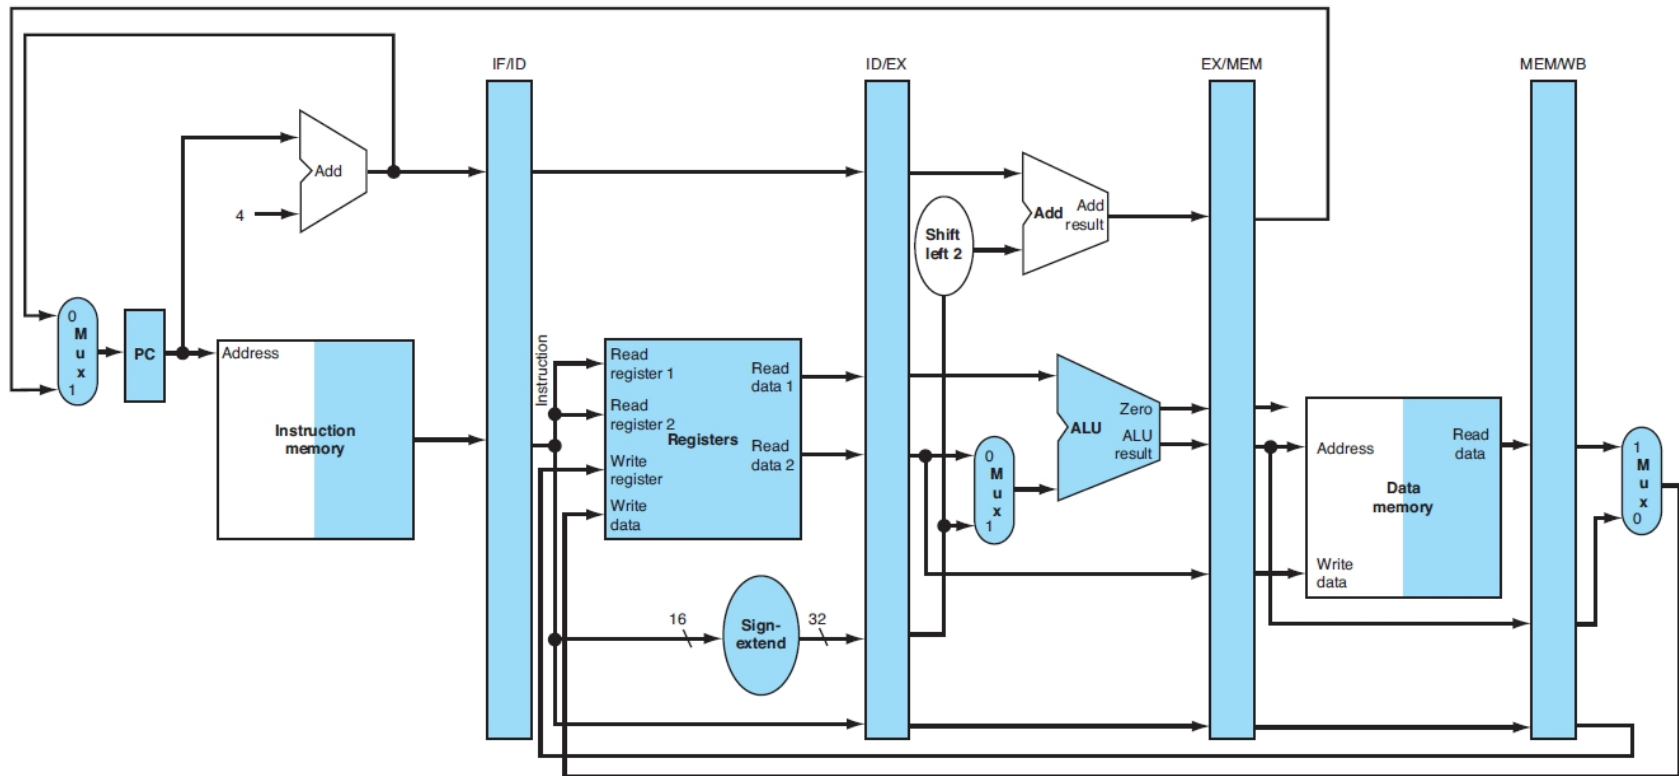 IF/ID
ID/EX
EX/MEM
MEM/WB
Add
4
Shift
left 2
Add
Add
result
0
M
u
x
1
PC
Address
Instruction
memory
Instruction
Read
register 1
Read
register 2
Write
register
Write
data
Registers
Read
data 1
Read
data 2
16
Sign-
extend
32
0
M
u
x
1
ALU
Zero
ALU
result
Address
Write
data
Data
memory
Read
data
1
M
u
x
0